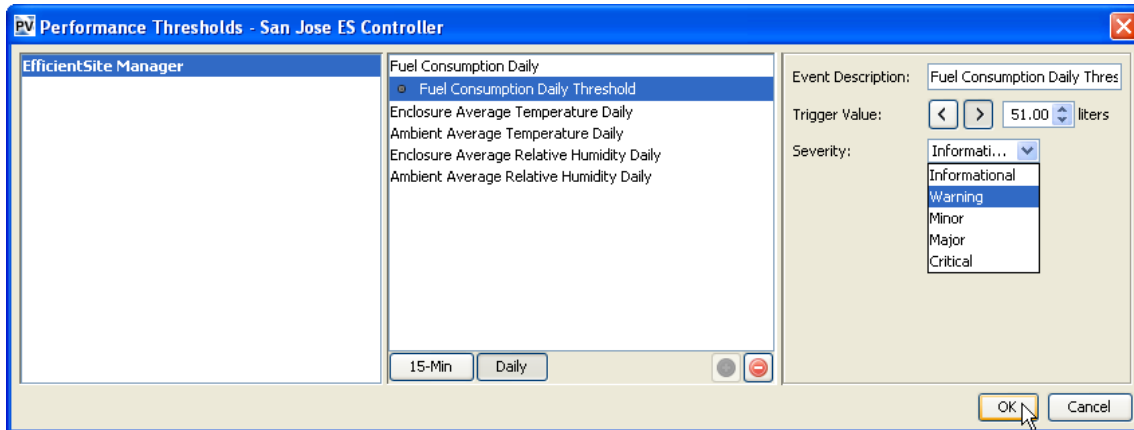 PV Performance Thresholds - San Jose ES Controller
EfficientSite Manager
Fuel Consumption Daily
Fuel Consumption Daily Threshold
Enclosure Average Temperature Daily
Ambient Average Temperature Daily
Enclosure Average Relative Humidity Daily
Ambient Average Relative Humidity Daily
15-Min Daily
Event Description: Fuel Consumption Daily Thres
Trigger Value: < > 51.00 liters
Severity: Informati...
Informational
Warning
Minor
Major
Critical
OK Cancel